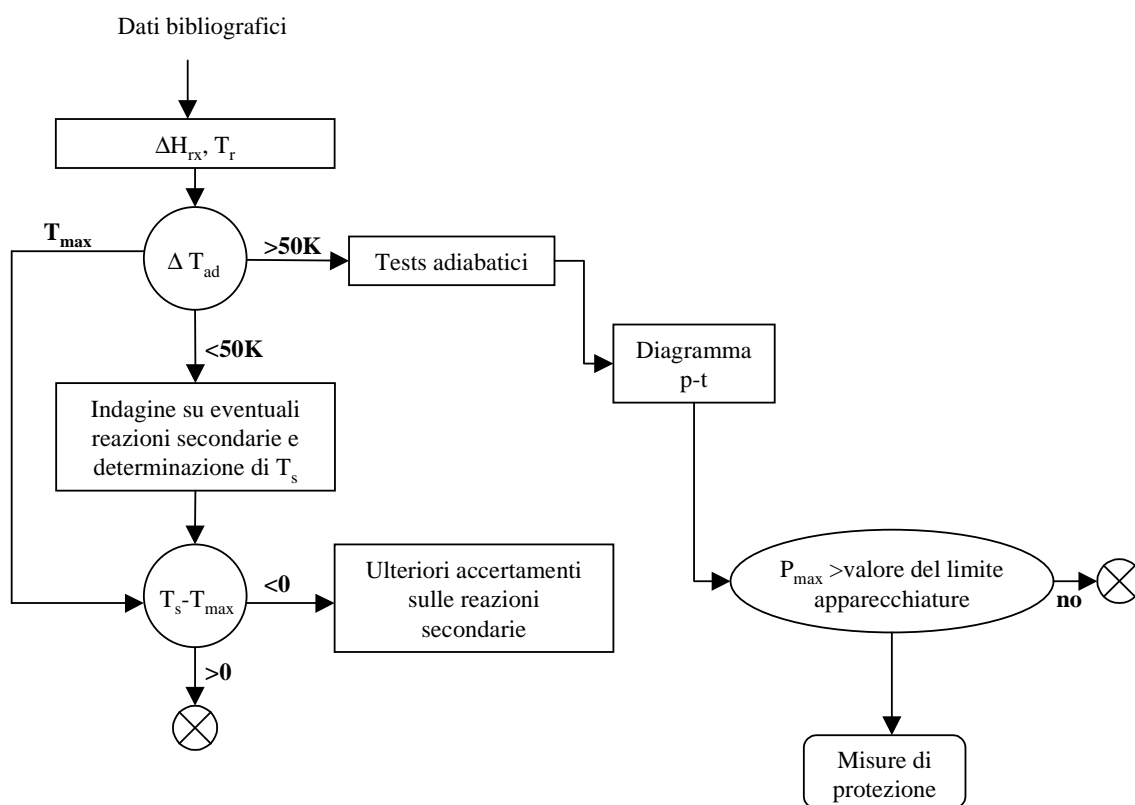 Dati bibliografici
ΔH_rx, T_r
T_max
Δ T_ad
>50K
Tests adiabatici
<50K
Diagramma
p-t
Indagine su eventuali
reazioni secondarie e
determinazione di T_s
T_s-T_max
<0
Ulteriori accertamenti
sulle reazioni
secondarie
>0
P_max >valore del limite
apparecchiature
no
Misure di
protezione